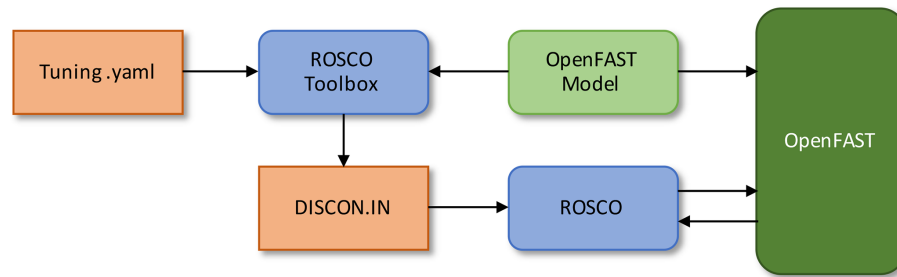 Tuning .yaml
ROSCO
Toolbox
OpenFAST
Model
OpenFAST
DISCON.IN
ROSCO